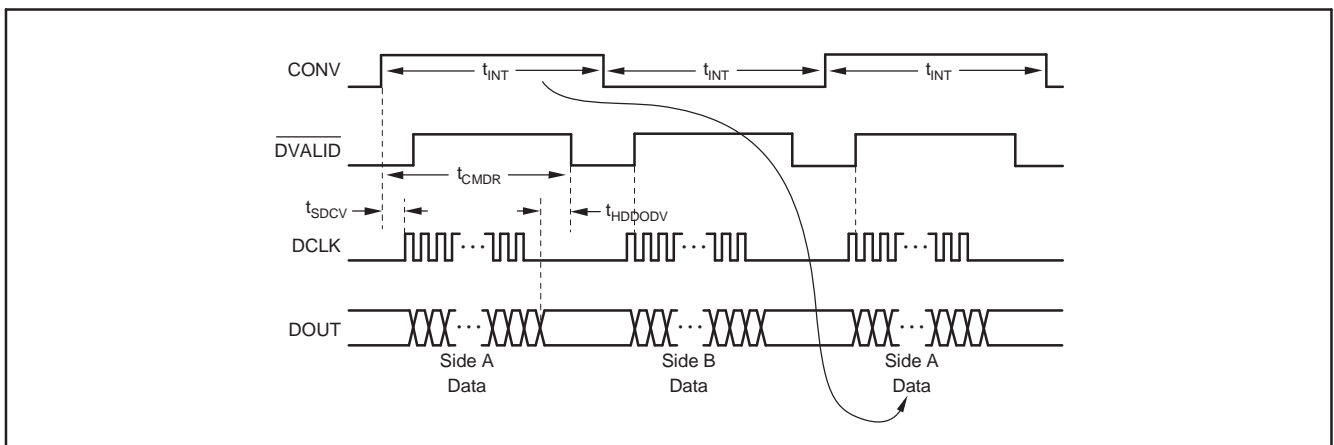 CONV
tINT
tINT
tINT
DVALID
tCMDR
tSDCV
tHDDODV
DCLK
...
...
...
DOUT
...
...
...
Side A
Data
Side B
Data
Side A
Data